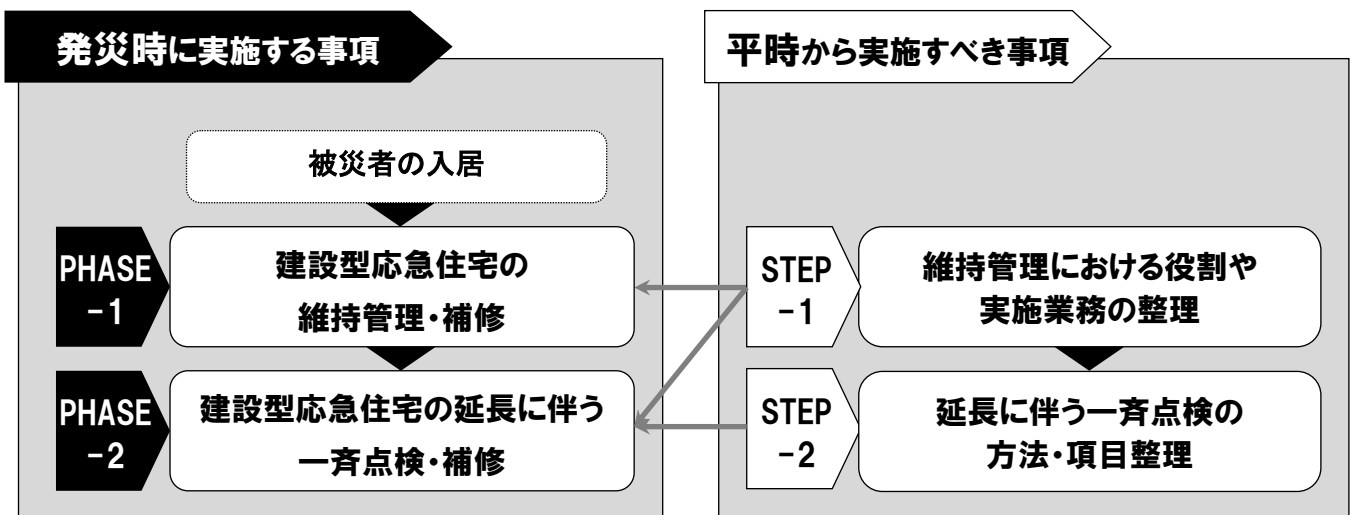 発災時に実施する事項
被災者の入居
PHASE
-1
建設型応急住宅の
維持管理・補修
PHASE
-2
建設型応急住宅の延長に伴う
一斉点検・補修
平時から実施すべき事項
STEP
-1
維持管理における役割や
実施業務の整理
STEP
-2
延長に伴う一斉点検の
方法・項目整理